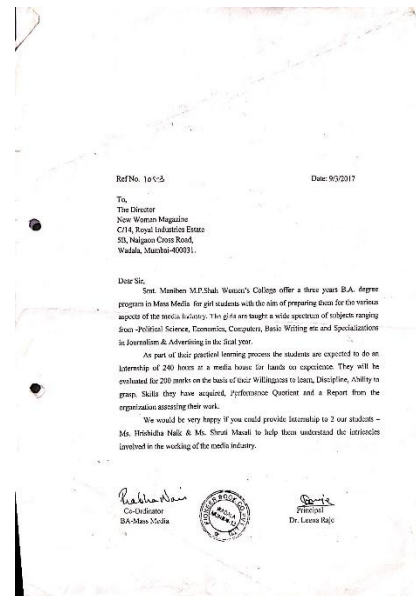 Ref No. 1053
Date: 9/3/2017
To,
The Director
New Woman Magazine
C/14, Royal Industries Estate
5B, Naigaon Cross Road,
Wadala, Mumbai-400031.
Dear Sir,
Smt. Maniben M.P.Shah Women's College offer a three years B.A. degree
program in Mass Media for girl students with the aim of preparing them for the various
aspects of the media Industry. The girls are taught a wide spectrum of subjects ranging
from -Political Science, Economics, Computers, Basic Writing etc and Specializations
in Journalism & Advertising in the final year.
As part of their practical learning process the students are expected to do an
Internship of 240 hours at a media house for hands on experience. They will be
evaluated for 200 marks on the basis of their Willingness to learn, Discipline, Ability to
grasp, Skills they have acquired, Performance Quotient and a Report from the
organization assessing their work.
We would be very happy if you could provide Internship to 2 our students –
Ms. Hrishidha Naik & Ms. Shruti Masali to help them understand the intricacies
involved in the working of the media industry.
Prabha Nair
Co-Ordinator
BA-Mass Media
PIONEER BOOK CO.
WADALA
Principal
Dr. Leena Raje